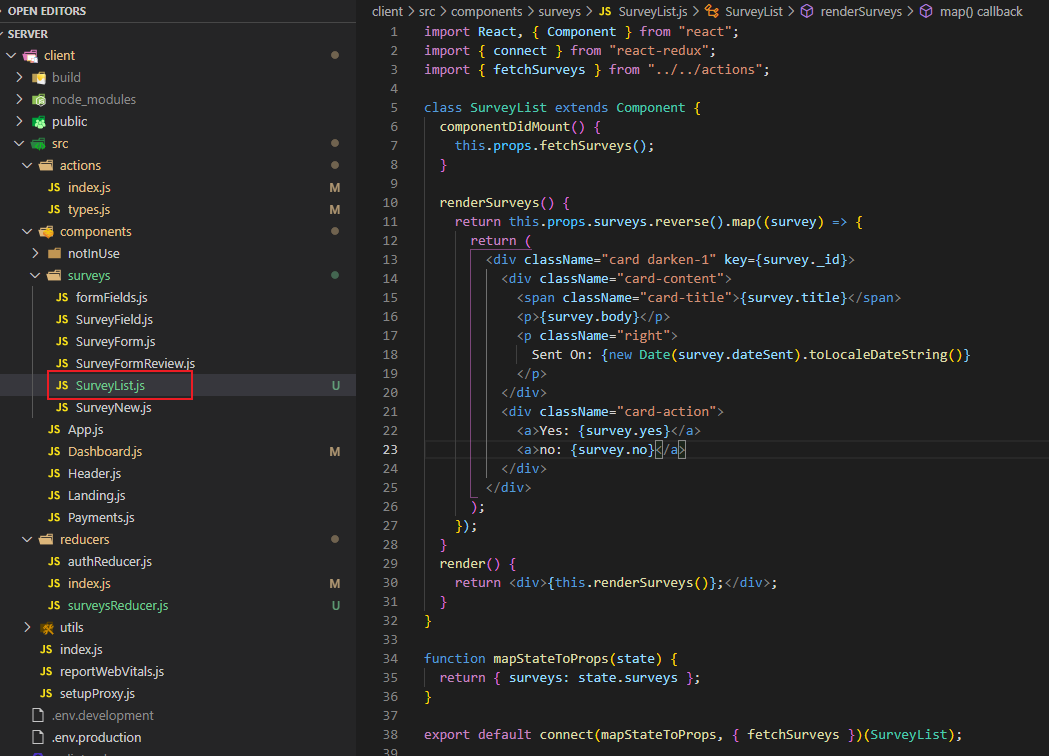 OPEN EDITORS
SERVER
client
build
node_modules
public
src
actions
JS index.js M
JS types.js M
components
notInUse
surveys
JS formFields.js
JS SurveyField.js
JS SurveyForm.js
JS SurveyFormReview.js
JS SurveyList.js U
JS SurveyNew.js
JS App.js
JS Dashboard.js M
JS Header.js
JS Landing.js
JS Payments.js
reducers
JS authReducer.js
JS index.js M
JS surveysReducer.js U
utils
JS index.js
JS reportWebVitals.js
JS setupProxy.js
.env.development
.env.production
client > src > components > surveys > JS SurveyList.js > SurveyList > renderSurveys > map() callback
1 import React, { Component } from "react";
2 import { connect } from "react-redux";
3 import { fetchSurveys } from "../../actions";
4
5 class SurveyList extends Component {
6 componentDidMount() {
7 this.props.fetchSurveys();
8 }
9
10 renderSurveys() {
11 return this.props.surveys.reverse().map((survey) => {
12 return (
13 <div className="card darken-1" key={survey._id}>
14 <div className="card-content">
15 <span className="card-title">{survey.title}</span>
16 <p>{survey.body}</p>
17 <p className="right">
18 Sent On: {new Date(survey.dateSent).toLocaleDateString()}
19 </p>
20 </div>
21 <div className="card-action">
22 <a>Yes: {survey.yes}</a>
23 <a>no: {survey.no}</a>
24 </div>
25 </div>
26 );
27 });
28 }
29 render() {
30 return <div>{this.renderSurveys()};</div>;
31 }
32 }
33
34 function mapStateToProps(state) {
35 return { surveys: state.surveys };
36 }
37
38 export default connect(mapStateToProps, { fetchSurveys })(SurveyList);
39